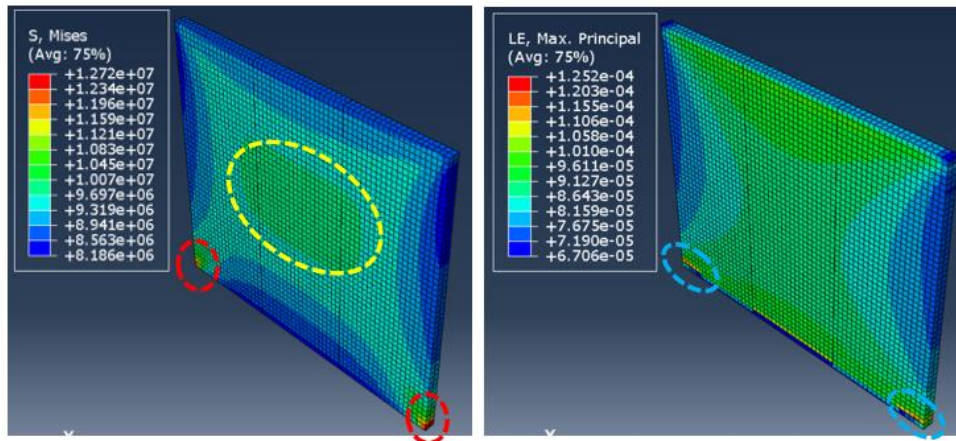 S, Mises
(Avg: 75%)
+1.272e+07
+1.234e+07
+1.196e+07
+1.159e+07
+1.121e+07
+1.083e+07
+1.045e+07
+1.007e+07
+9.697e+06
+9.319e+06
+8.941e+06
+8.563e+06
+8.186e+06
LE, Max. Principal
(Avg: 75%)
+1.252e-04
+1.203e-04
+1.155e-04
+1.106e-04
+1.058e-04
+1.010e-04
+9.611e-05
+9.127e-05
+8.643e-05
+8.159e-05
+7.675e-05
+7.190e-05
+6.706e-05